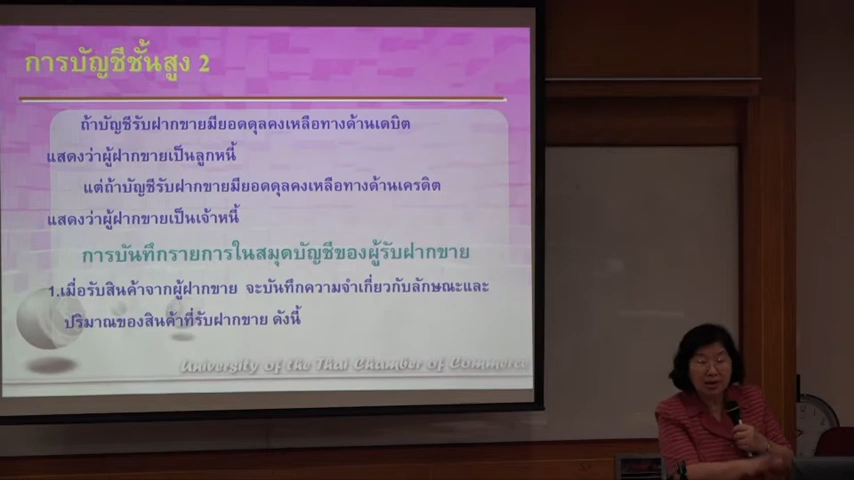 การบัญชีชั้นสูง 2
ถ้าบัญชีรับฝากขายมียอดดุลคงเหลือทางด้านเดบิต
แสดงว่าผู้ฝากขายเป็นลูกหนี้
แต่ถ้าบัญชีรับฝากขายมียอดดุลคงเหลือทางด้านเครดิต
แสดงว่าผู้ฝากขายเป็นเจ้าหนี้
การบันทึกรายการในสมุดบัญชีของผู้รับฝากขาย
1.เมื่อรับสินค้าจากผู้ฝากขาย จะบันทึกความจำเกี่ยวกับลักษณะและ
ปริมาณของสินค้าที่รับฝากขาย ดังนี้
University of the Thai Chamber of Commerce